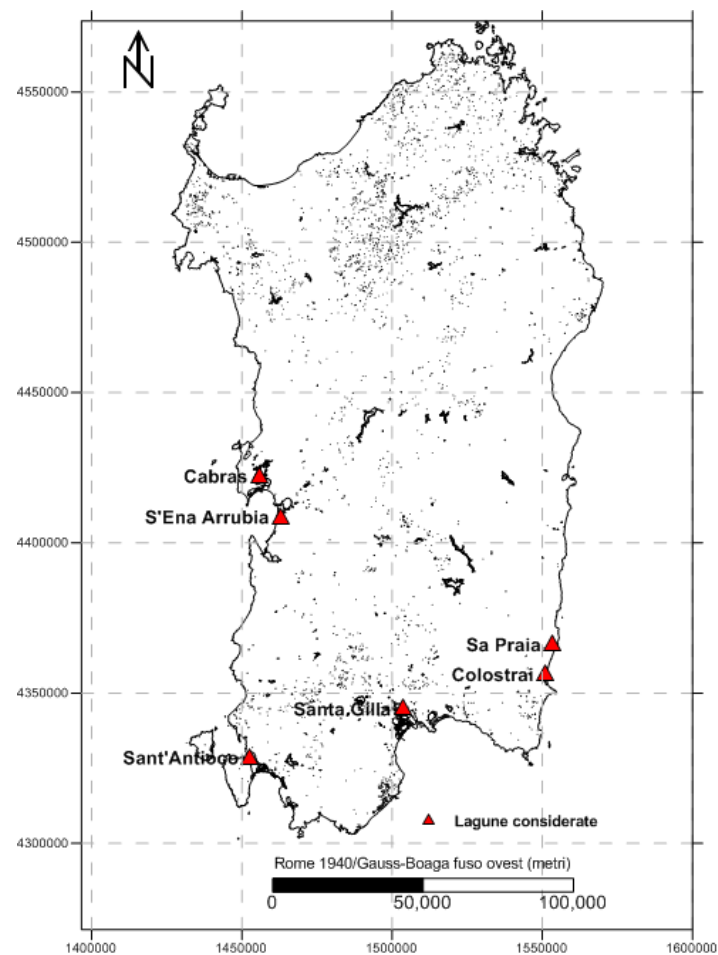 N
4550000
4500000
4450000
Cabras
S'Ena Arrubia
4400000
Sa Praia
Colostrai
4350000
Santa Gilla
Sant'Antioco
Lagune considerate
4300000
Rome 1940/Gauss-Boaga fuso ovest (metri)
0 50,000 100,000
1400000 1450000 1500000 1550000 1600000